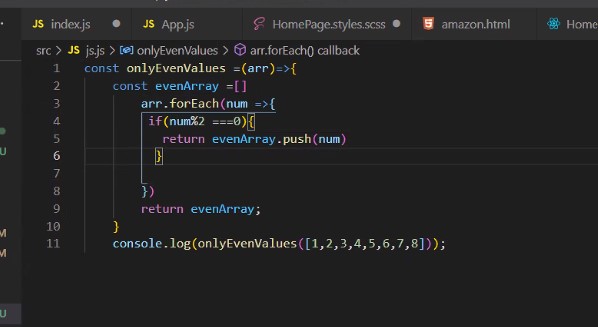 JS index.js JS App.js HomePage.styles.scss amazon.html Home
src > JS js.js > onlyEvenValues > arr.forEach() callback
1 const onlyEvenValues =(arr)=>{
2 const evenArray =[]
3 arr.forEach(num =>{
4 if(num%2 ===0){
5 return evenArray.push(num)
6 }
7
8 })
9 return evenArray;
10 }
11 console.log(onlyEvenValues([1,2,3,4,5,6,7,8]));
U
M
M
U